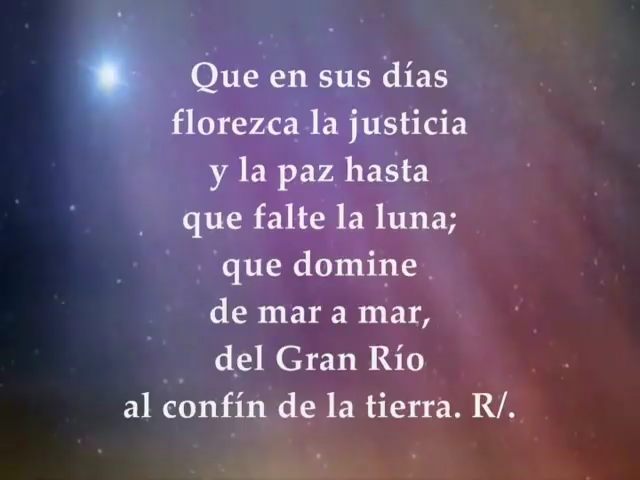 Que en sus días
florezca la justicia
y la paz hasta
que falte la luna;
que domine
de mar a mar,
del Gran Río
al confín de la tierra. R/.